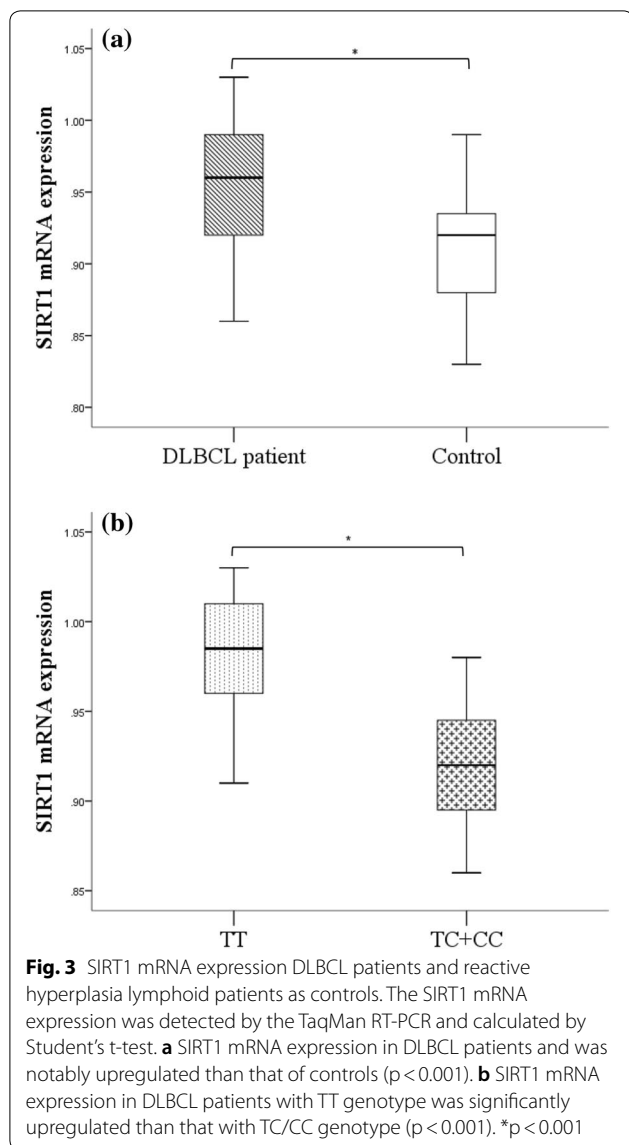 (a)
*
1.05
1.00
.95
.90
.85
.80
SIRT1 mRNA expression
DLBCL patient
Control
(b)
*
1.05
1.00
.95
.90
.85
SIRT1 mRNA expression
TT
TC+CC
Fig. 3 SIRT1 mRNA expression DLBCL patients and reactive
hyperplasia lymphoid patients as controls. The SIRT1 mRNA
expression was detected by the TaqMan RT-PCR and calculated by
Student's t-test. a SIRT1 mRNA expression in DLBCL patients and was
notably upregulated than that of controls (p < 0.001). b SIRT1 mRNA
expression in DLBCL patients with TT genotype was significantly
upregulated than that with TC/CC genotype (p < 0.001). *p < 0.001